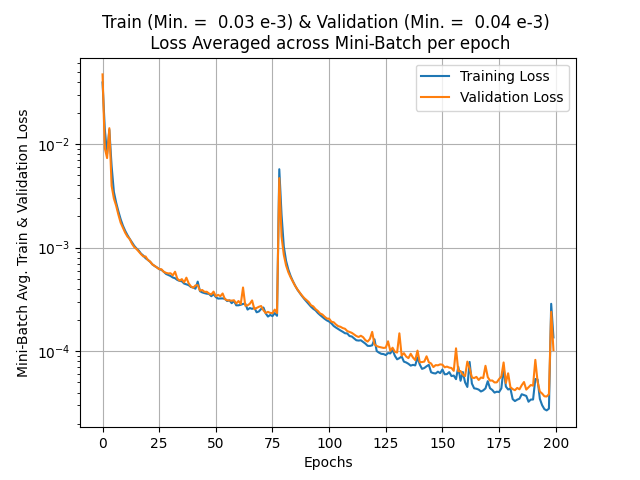 Train (Min. =  0.03 e-3) & Validation (Min. =  0.04 e-3)
Loss Averaged across Mini-Batch per epoch
Training Loss
Validation Loss
Mini-Batch Avg. Train & Validation Loss
10⁻²
10⁻³
10⁻⁴
0 25 50 75 100 125 150 175 200
Epochs